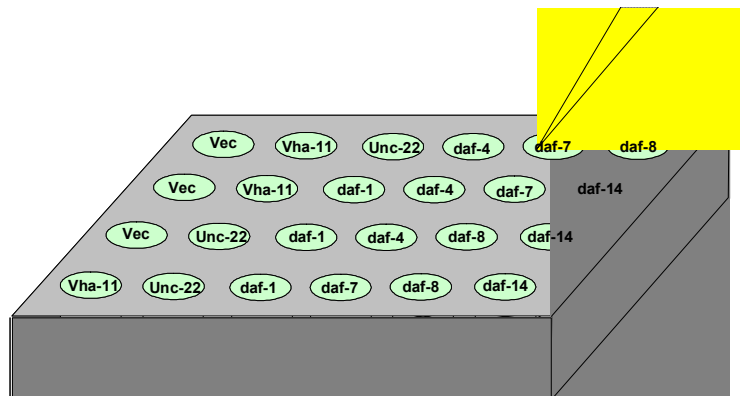 Vec Vha-11 Unc-22 daf-4 daf-7 daf-8
Vec Vha-11 daf-1 daf-4 daf-7 daf-14
Vec Unc-22 daf-1 daf-4 daf-8 daf-14
Vha-11 Unc-22 daf-1 daf-7 daf-8 daf-14